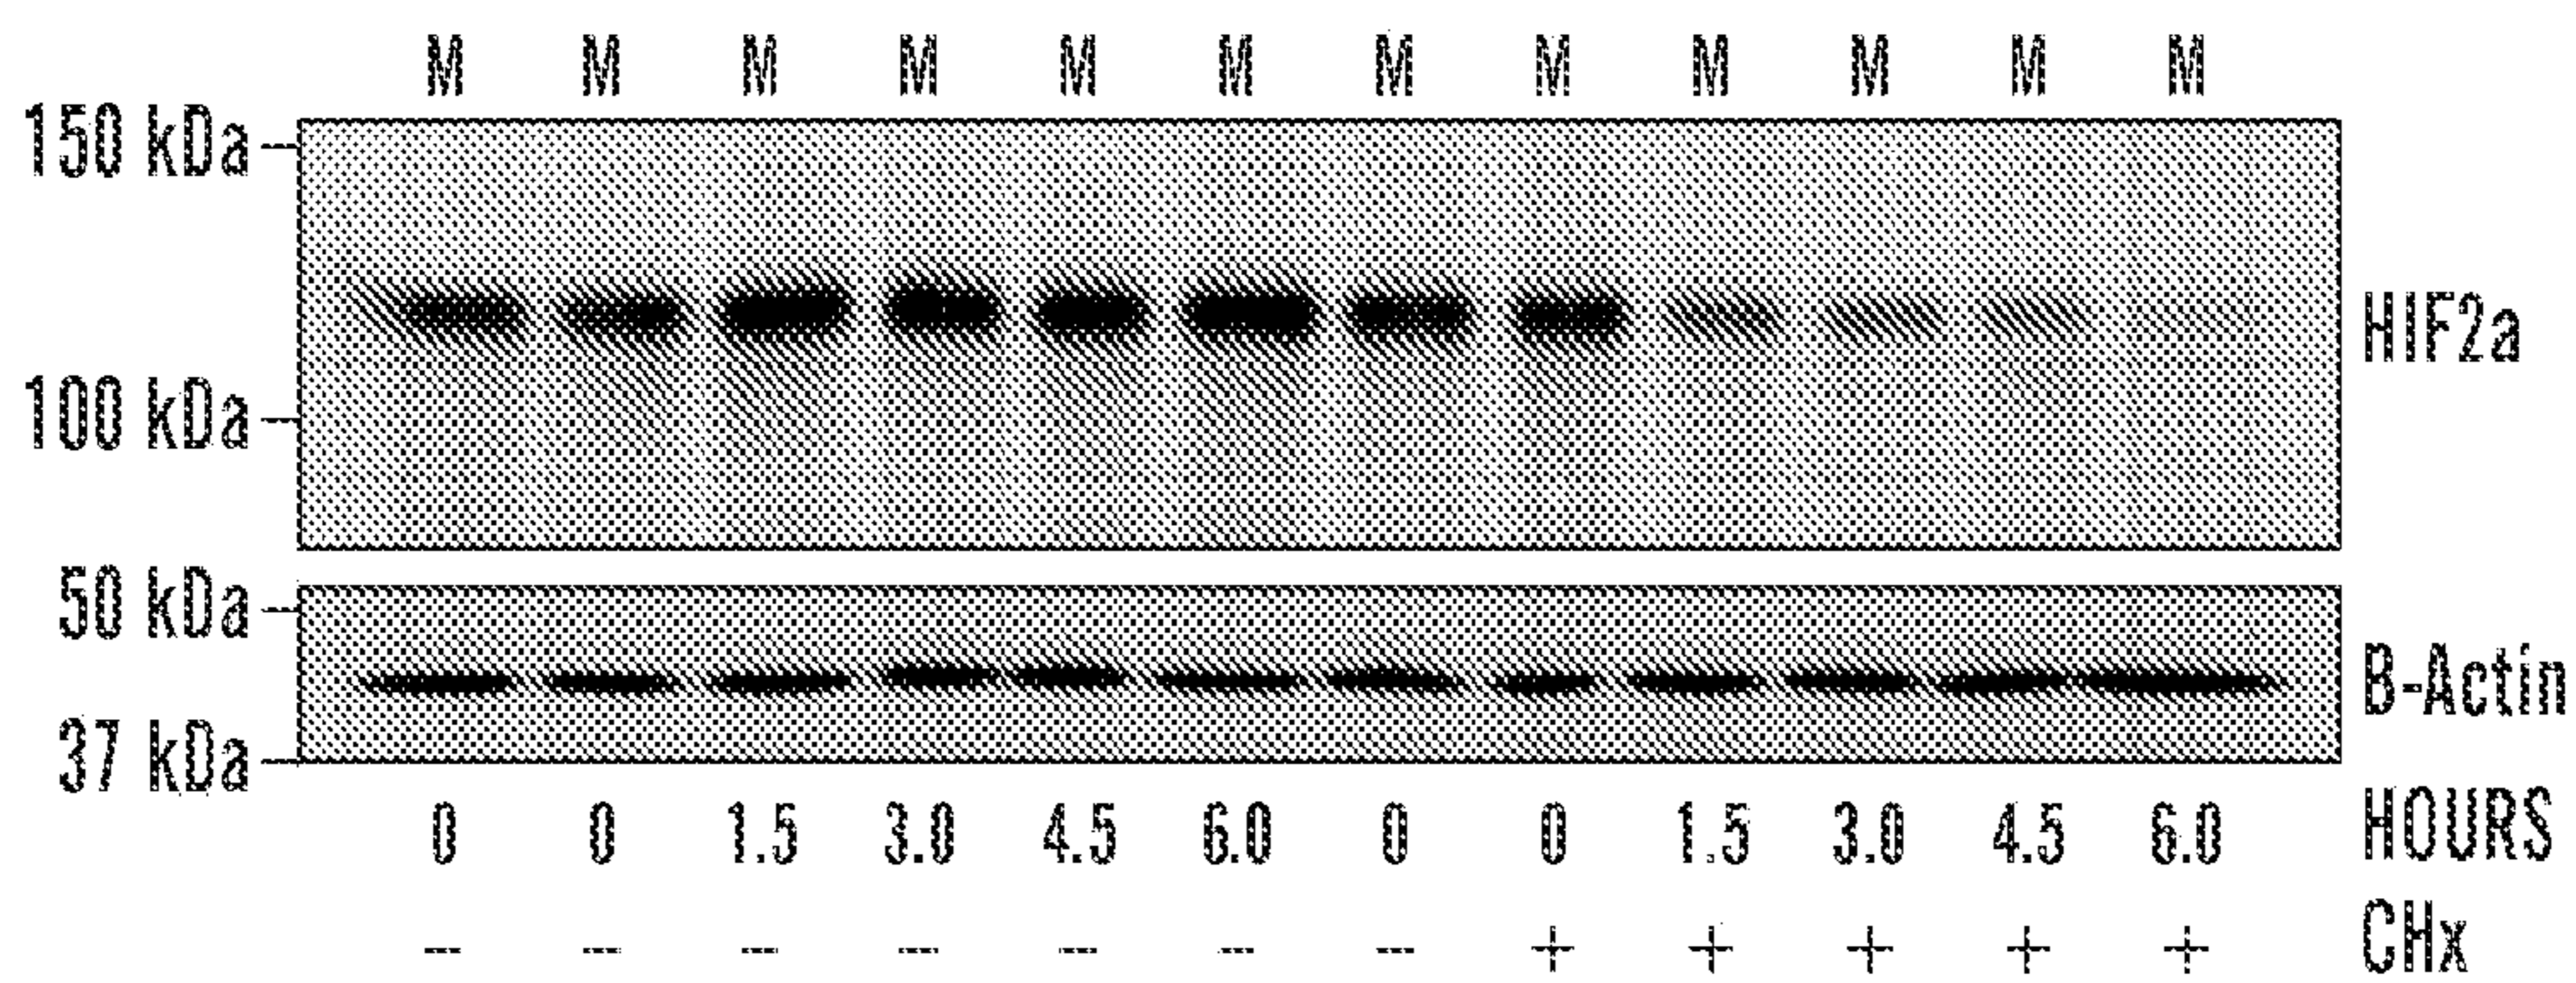 M M M M M M M M M M M M
150 kDa
HIF2a
100 kDa
50 kDa
B-Actin
37 kDa
0 0 1.5 3.0 4.5 6.0 0 0 1.5 3.0 4.5 6.0 HOURS
– – – – – – – + + + + + CHx